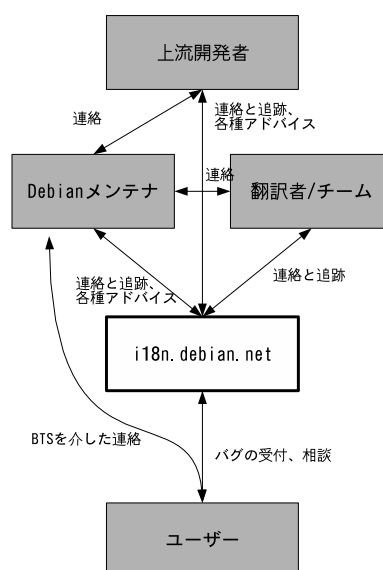 上流開発者
連絡
連絡と追跡、
各種アドバイス
Debianメンテナ
連絡
翻訳者/チーム
連絡と追跡、
各種アドバイス
連絡と追跡
i18n.debian.net
BTSを介した連絡
バグの受付、相談
ユーザー